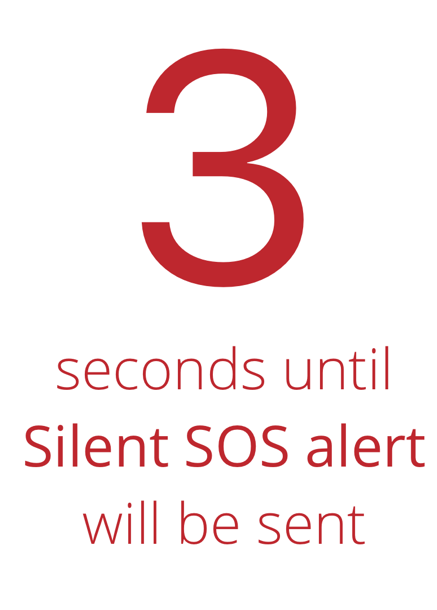 3
seconds until
Silent SOS alert
will be sent